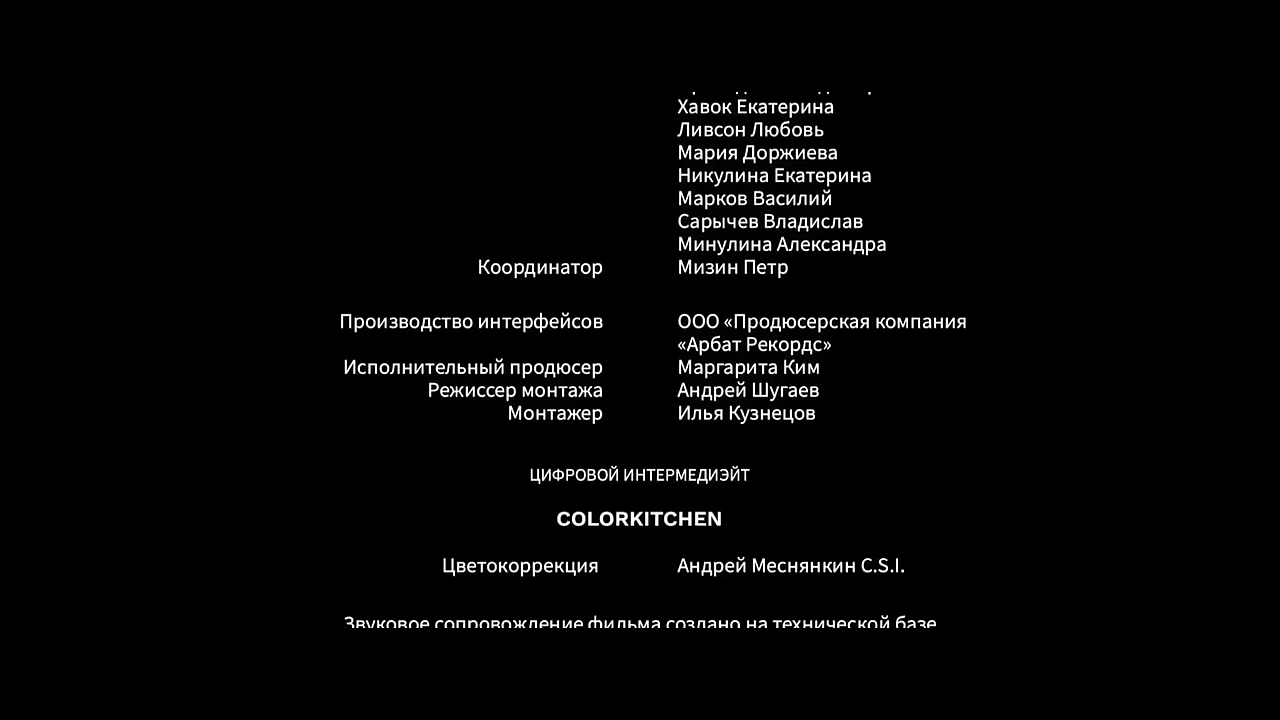 Хавок Екатерина
Ливсон Любовь
Мария Доржиева
Никулина Екатерина
Марков Василий
Сарычев Владислав
Минулина Александра
Координатор Мизин Петр
Производство интерфейсов ООО «Продюсерская компания
«Арбат Рекордс»
Исполнительный продюсер Маргарита Ким
Режиссер монтажа Андрей Шугаев
Монтажер Илья Кузнецов
ЦИФРОВОЙ ИНТЕРМЕДИЭЙТ
COLORKITCHEN
Цветокоррекция Андрей Меснянкин C.S.I.
Звуковое сопровождение фильма создано на технической базе